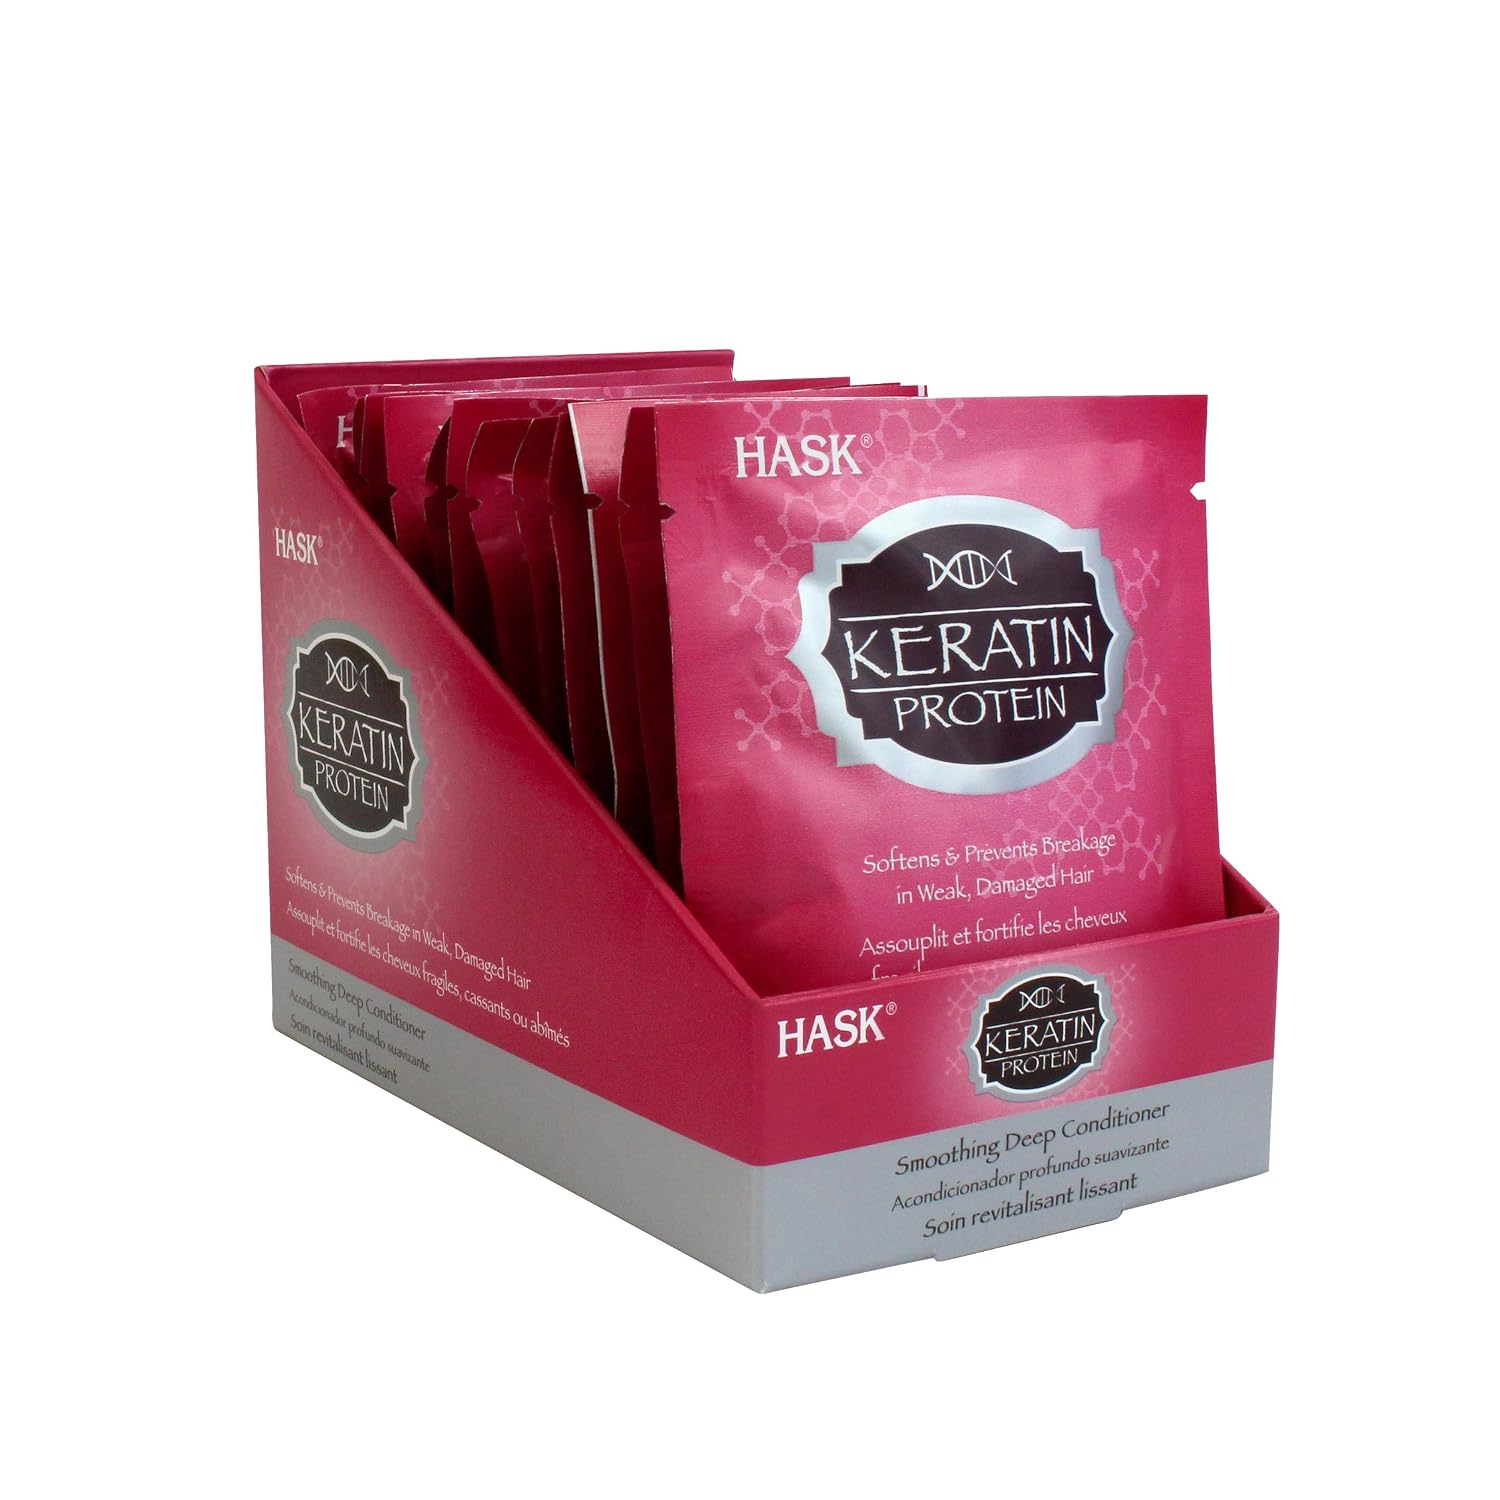 HASK®
KERATIN
PROTEIN
Softens & Prevents Breakage
in Weak, Damaged Hair
Assouplit et fortifie les cheveux
HASK®
KERATIN
PROTEIN
Softens & Prevents Breakage in Weak, Damaged Hair
Assouplit et fortifie les cheveux fragiles, cassants ou abîmés
Smoothing Deep Conditioner
Acondicionador profundo suavizante
Soin revitalisant lissant
HASK®
KERATIN
PROTEIN
Smoothing Deep Conditioner
Acondicionador profundo suavizante
Soin revitalisant lissant